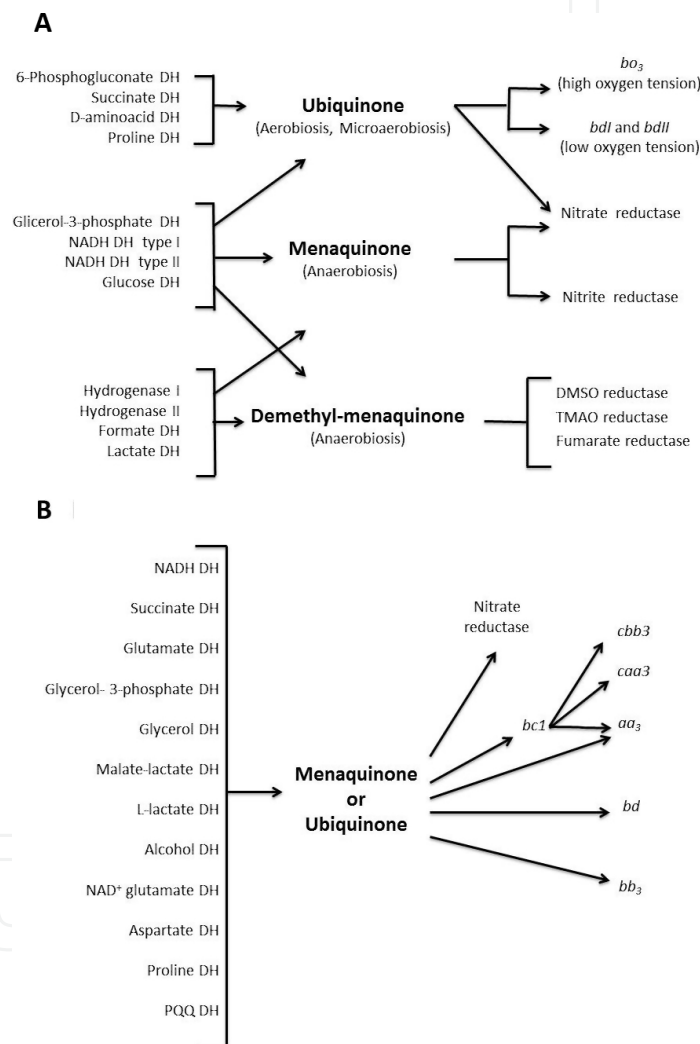 A
6-Phosphogluconate DH
Succinate DH
D-aminoacid DH
Proline DH
Ubiquinone
(Aerobiosis, Microaerobiosis)
bo₃
(high oxygen tension)
bdI and bdII
(low oxygen tension)
Glicerol-3-phosphate DH
NADH DH type I
NADH DH type II
Glucose DH
Menaquinone
(Anaerobiosis)
Nitrate reductase
Nitrite reductase
Hydrogenase I
Hydrogenase II
Formate DH
Lactate DH
Demethyl-menaquinone
(Anaerobiosis)
DMSO reductase
TMAO reductase
Fumarate reductase
B
NADH DH
Succinate DH
Glutamate DH
Glycerol- 3-phosphate DH
Glycerol DH
Malate-lactate DH
L-lactate DH
Alcohol DH
NAD⁺ glutamate DH
Aspartate DH
Proline DH
PQQ DH
Menaquinone
or
Ubiquinone
Nitrate
reductase
bc1
cbb3
caa3
aa₃
bd
bb₃